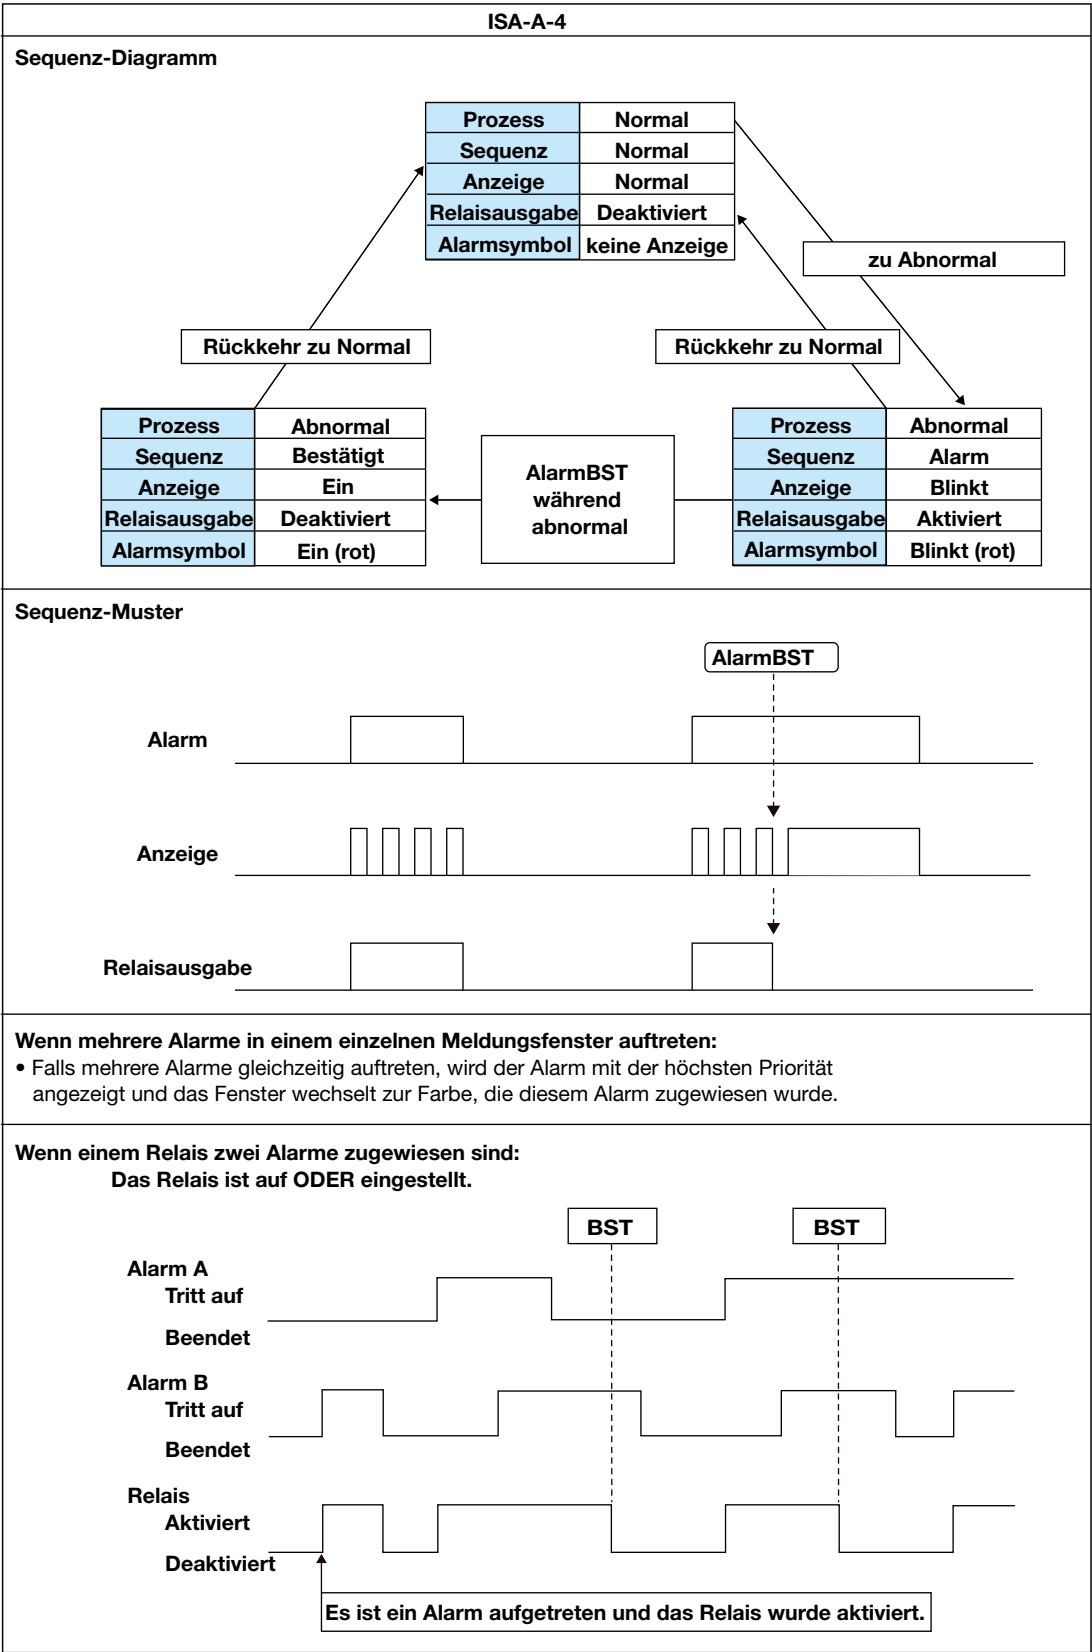 ISA-A-4
Sequenz-Diagramm
Prozess Normal
Sequenz Normal
Anzeige Normal
Relaisausgabe Deaktiviert
Alarmsymbol keine Anzeige
zu Abnormal
Rückkehr zu Normal
Rückkehr zu Normal
Prozess Abnormal
Sequenz Bestätigt
Anzeige Ein
Relaisausgabe Deaktiviert
Alarmsymbol Ein (rot)
AlarmBST
während
abnormal
Prozess Abnormal
Sequenz Alarm
Anzeige Blinkt
Relaisausgabe Aktiviert
Alarmsymbol Blinkt (rot)
Sequenz-Muster
AlarmBST
Alarm
Anzeige
Relaisausgabe
Wenn mehrere Alarme in einem einzelnen Meldungsfenster auftreten:
• Falls mehrere Alarme gleichzeitig auftreten, wird der Alarm mit der höchsten Priorität
angezeigt und das Fenster wechselt zur Farbe, die diesem Alarm zugewiesen wurde.
Wenn einem Relais zwei Alarme zugewiesen sind:
Das Relais ist auf ODER eingestellt.
BST BST
Alarm A
Tritt auf
Beendet
Alarm B
Tritt auf
Beendet
Relais
Aktiviert
Deaktiviert
Es ist ein Alarm aufgetreten und das Relais wurde aktiviert.